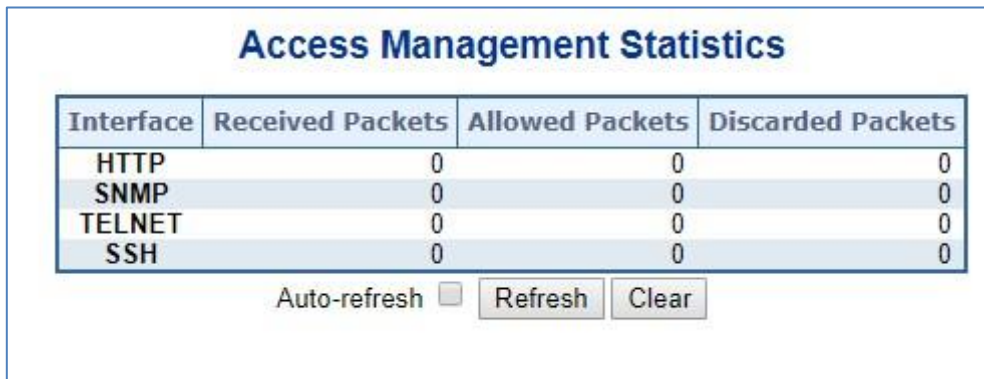 Access Management Statistics
Interface Received Packets Allowed Packets Discarded Packets
HTTP 0 0 0
SNMP 0 0 0
TELNET 0 0 0
SSH 0 0 0
Auto-refresh Refresh Clear